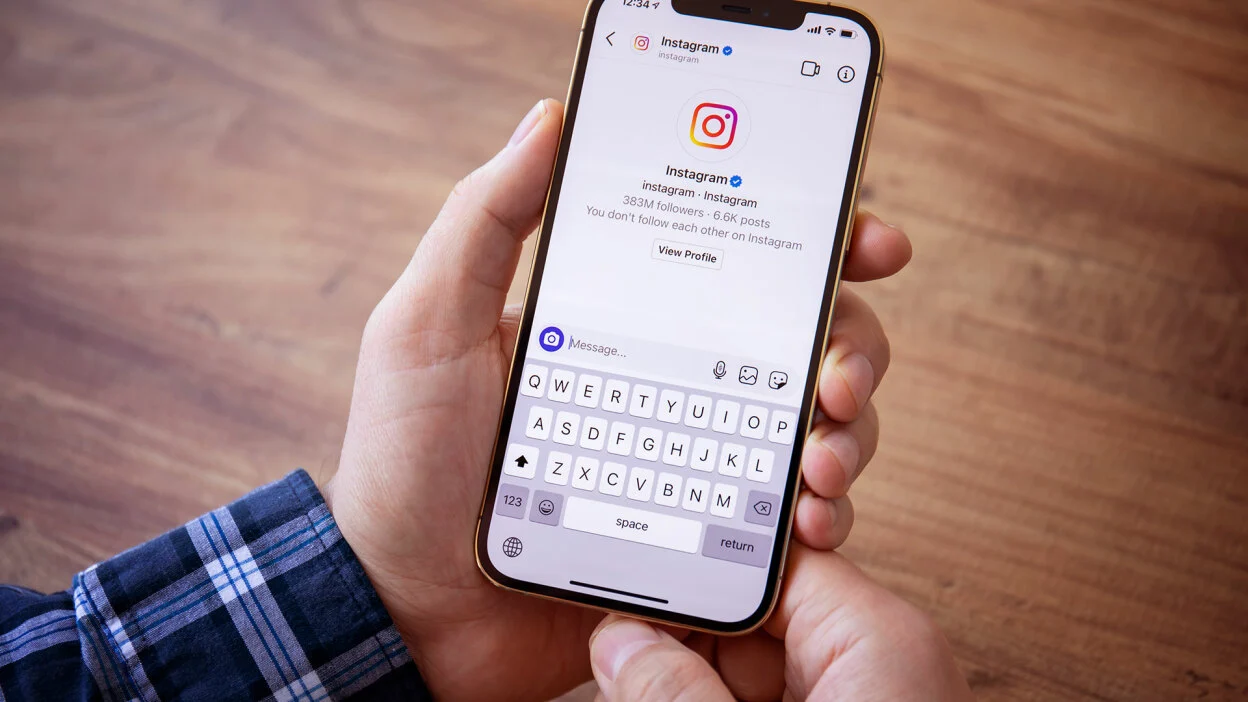 12:34
Instagram
instagram
Instagram
instagram · Instagram
383M followers · 6.6K posts
You don't follow each other on Instagram
View Profile
Message...
Q W E R T Y U I O P
A S D F G H J K L
Z X C V B N M
123 space return